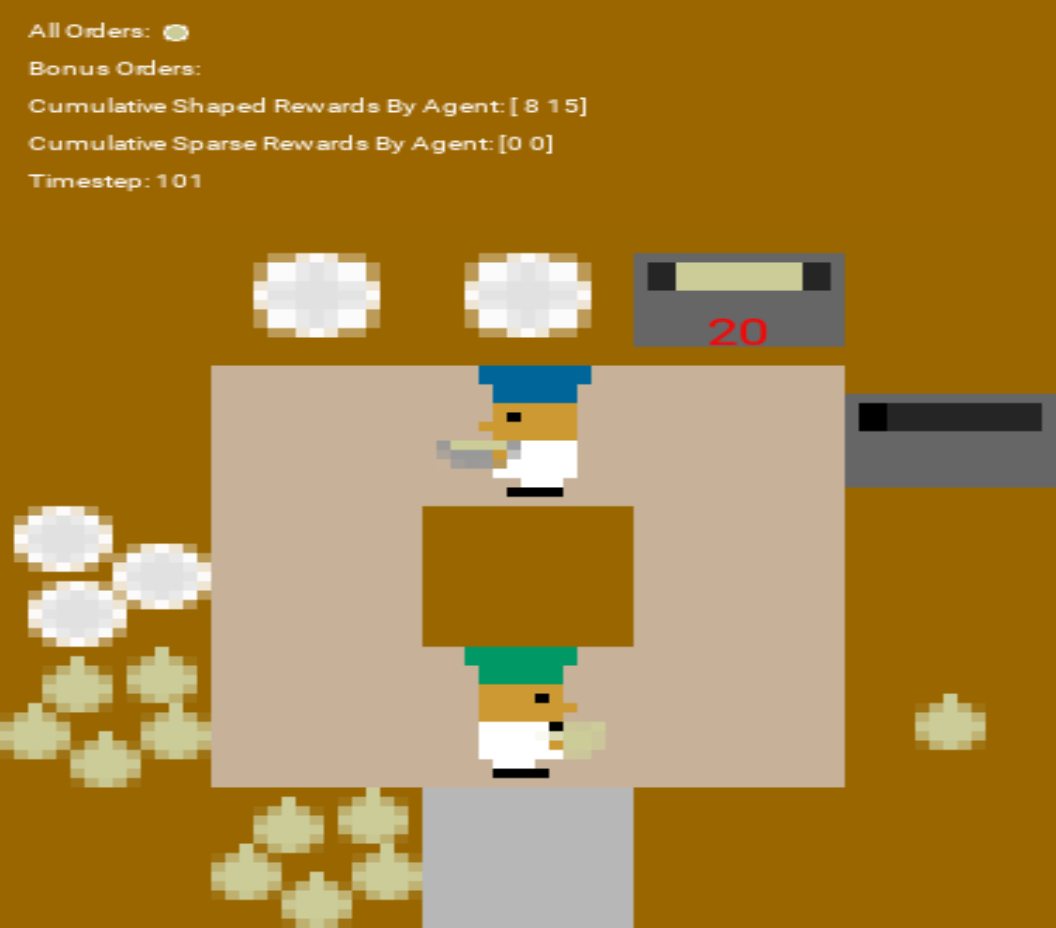 All Orders:
Bonus Orders:
Cumulative Shaped Rewards By Agent: [ 8 15]
Cumulative Sparse Rewards By Agent: [0 0]
Timestep: 101
20